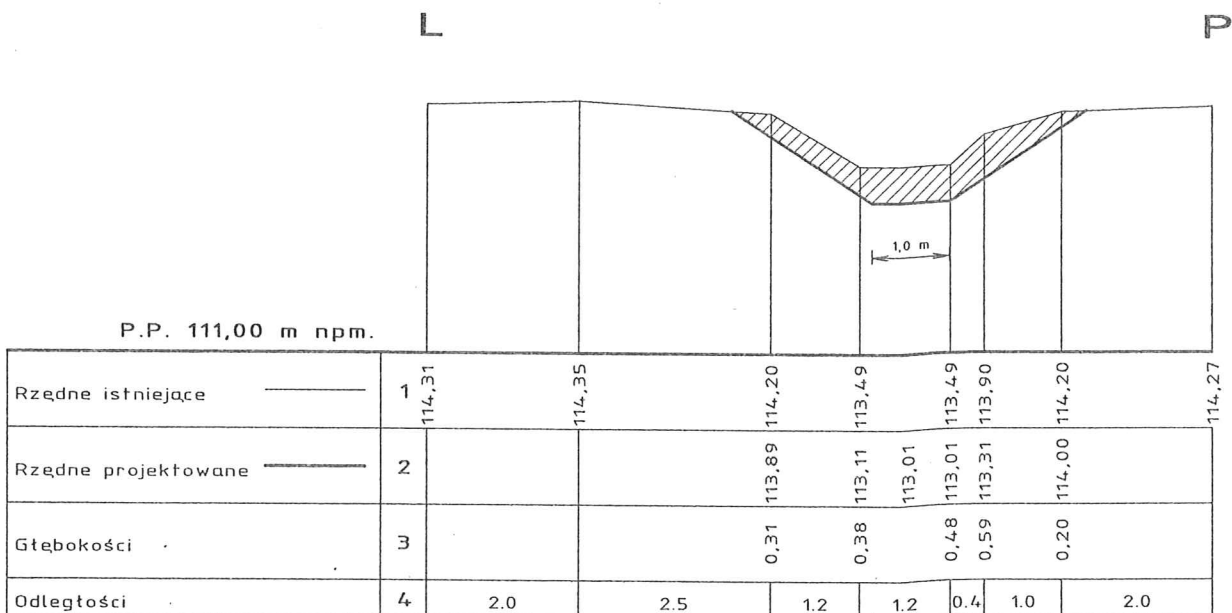 L P
1,0 m
P.P. 111,00 m npm.
Rzędne istniejące 1 114,31 114,35 114,20 113,49 113,49 113,90 114,20 114,27
Rzędne projektowane 2 113,89 113,11 113,01 113,01 113,31 114,00
Głębokości 3 0,31 0,38 0,48 0,59 0,20
Odległości 4 2.0 2.5 1.2 1.2 0.4 1.0 2.0